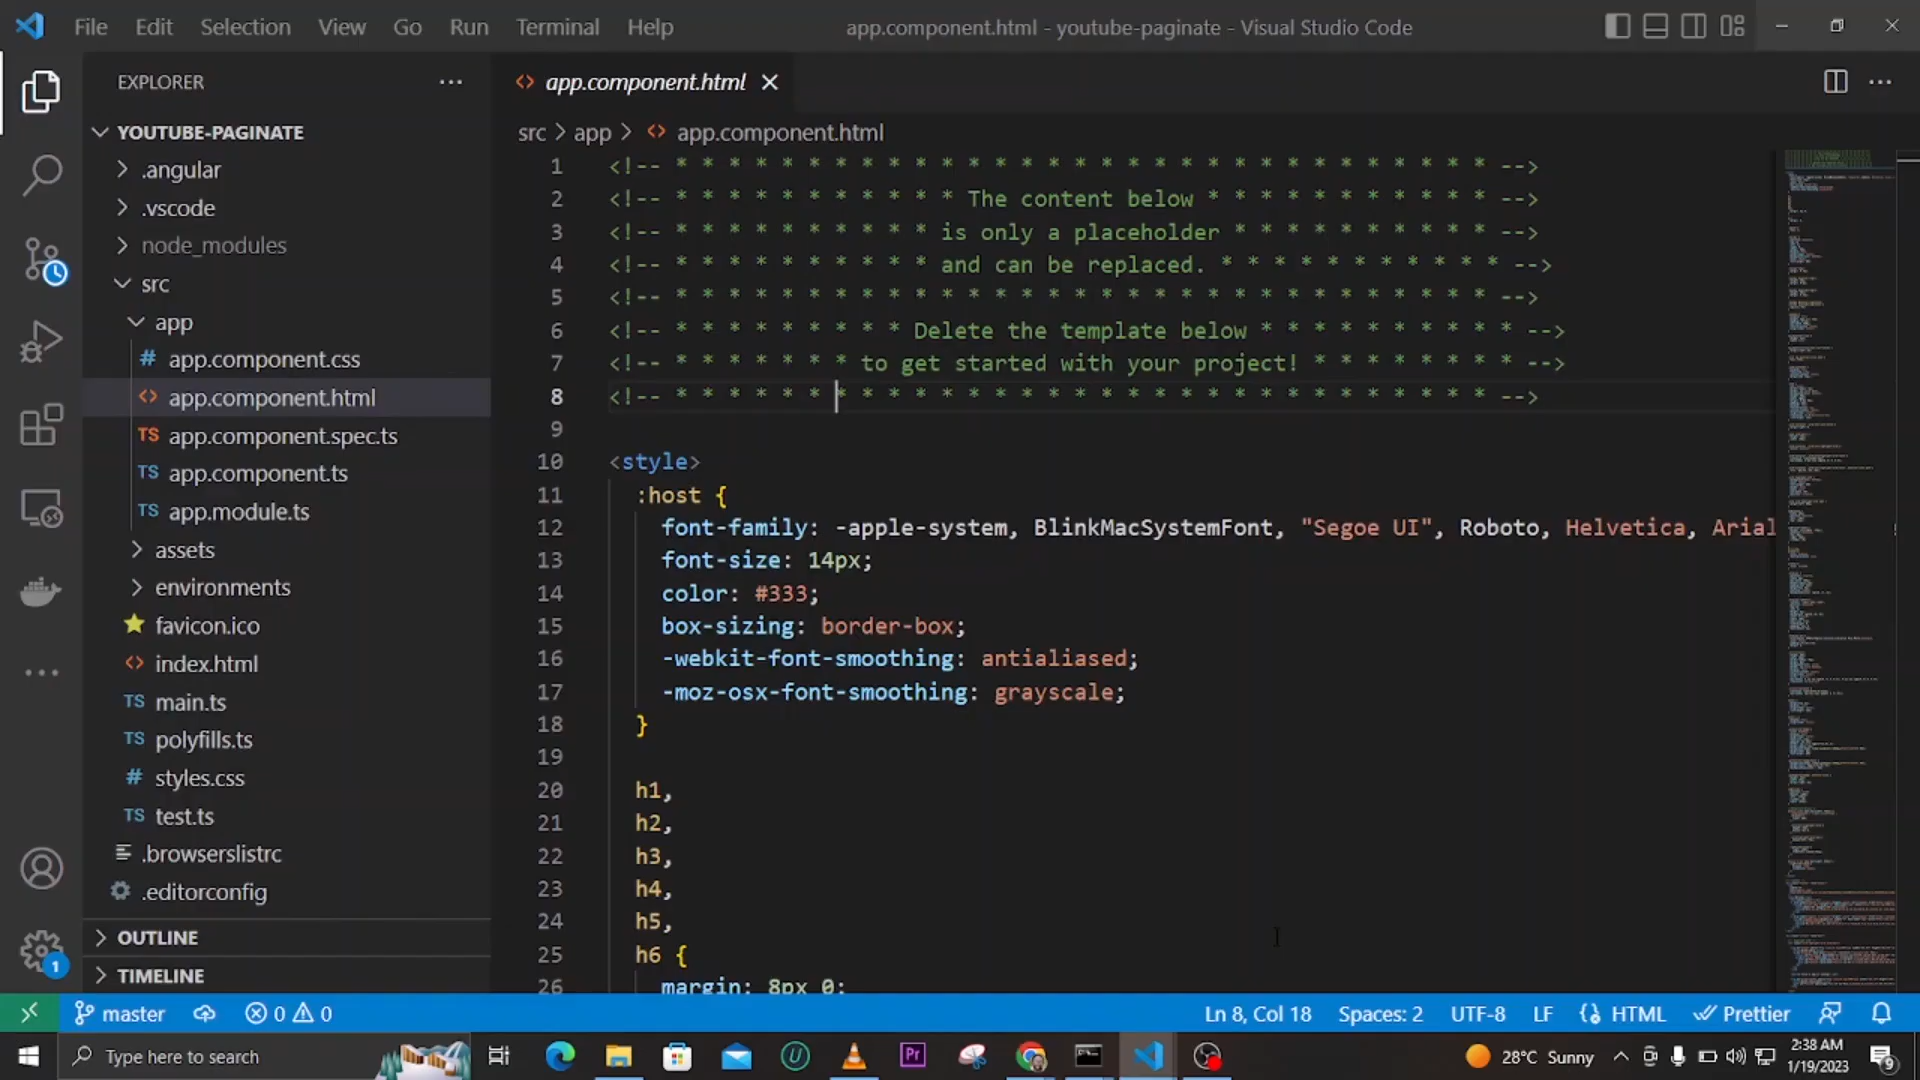 File Edit Selection View Go Run Terminal Help
app.component.html - youtube-paginate - Visual Studio Code
EXPLORER
YOUTUBE-PAGINATE
.angular
.vscode
node_modules
src
app
# app.component.css
<> app.component.html
TS app.component.spec.ts
TS app.component.ts
TS app.module.ts
assets
environments
favicon.ico
<> index.html
TS main.ts
TS polyfills.ts
# styles.css
TS test.ts
.browserslistrc
.editorconfig
OUTLINE
TIMELINE
1
<> app.component.html
src > app > <> app.component.html
1 <!-- * * * * * * * * * * * * * * * * * * * * * * * * * * * * * * * -->
2 <!-- * * * * * * * * * * * The content below * * * * * * * * * * * -->
3 <!-- * * * * * * * * * * is only a placeholder * * * * * * * * * * -->
4 <!-- * * * * * * * * * * and can be replaced. * * * * * * * * * * * -->
5 <!-- * * * * * * * * * * * * * * * * * * * * * * * * * * * * * * * -->
6 <!-- * * * * * * * * * Delete the template below * * * * * * * * * * -->
7 <!-- * * * * * * * to get started with your project! * * * * * * * * -->
8 <!-- * * * * * * * * * * * * * * * * * * * * * * * * * * * * * * * -->
9
10 <style>
11 :host {
12 font-family: -apple-system, BlinkMacSystemFont, "Segoe UI", Roboto, Helvetica, Arial
13 font-size: 14px;
14 color: #333;
15 box-sizing: border-box;
16 -webkit-font-smoothing: antialiased;
17 -moz-osx-font-smoothing: grayscale;
18 }
19
20 h1,
21 h2,
22 h3,
23 h4,
24 h5,
25 h6 {
26 margin: 8px 0;
master 0 0
Ln 8, Col 18 Spaces: 2 UTF-8 LF HTML Prettier
Type here to search
Pr
28°C Sunny
2:38 AM
1/19/2023
9